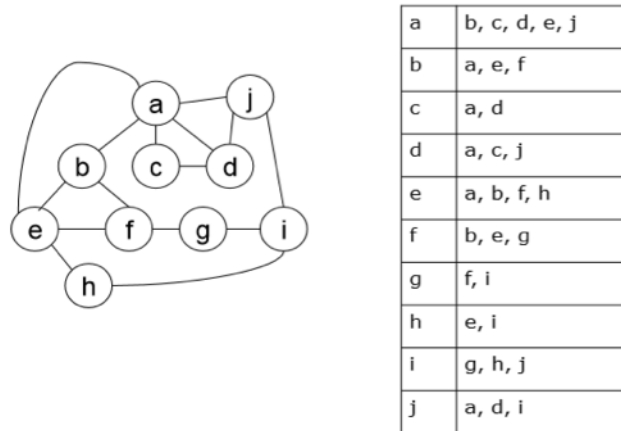 a
j
b
c
d
e
f
g
i
h
a b, c, d, e, j
b a, e, f
c a, d
d a, c, j
e a, b, f, h
f b, e, g
g f, i
h e, i
i g, h, j
j a, d, i